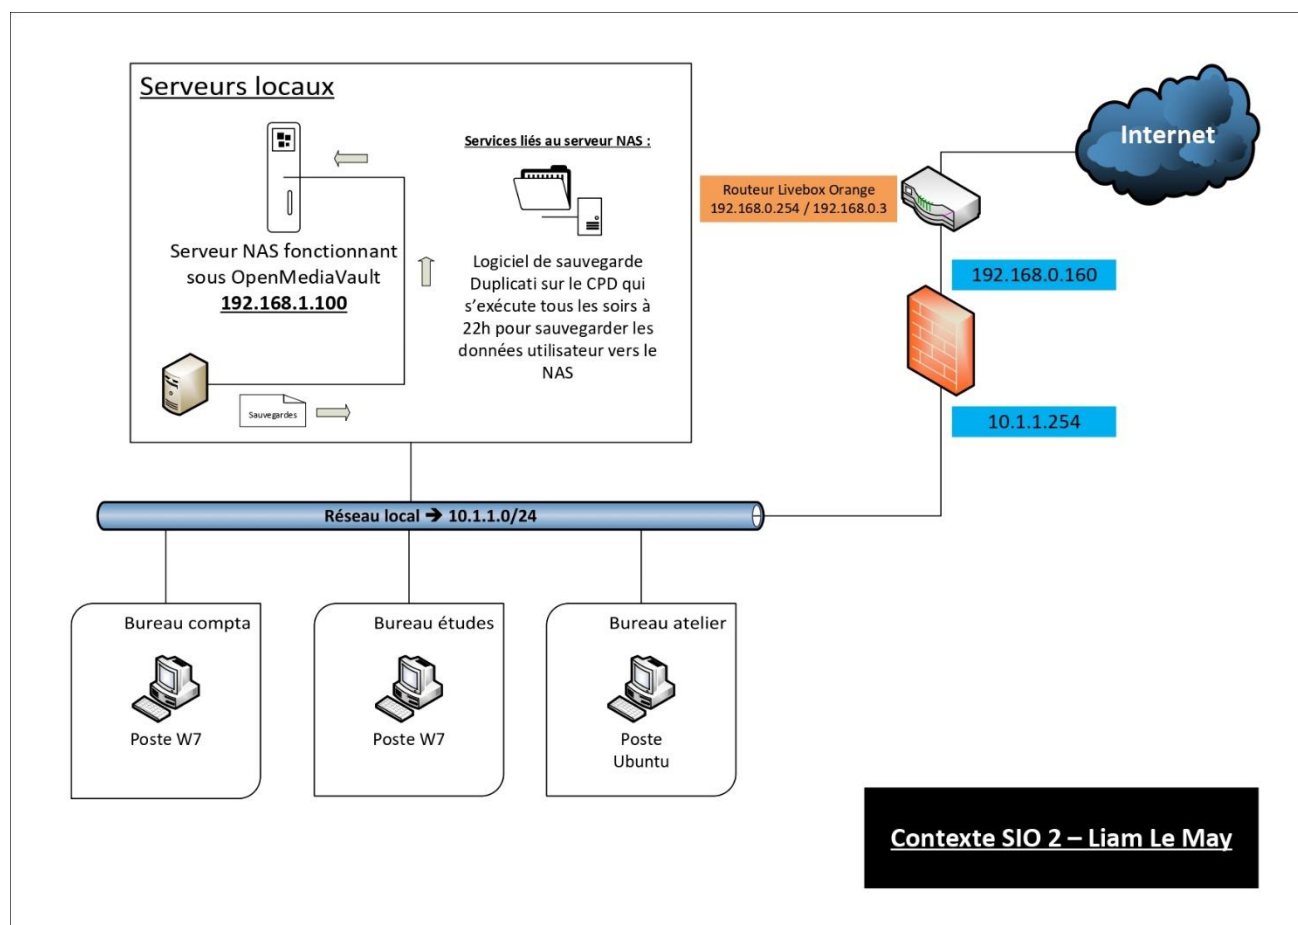 Serveurs locaux
Services liés au serveur NAS :
Serveur NAS fonctionnant
sous OpenMediaVault
192.168.1.100
Logiciel de sauvegarde
Duplicati sur le CPD qui
s’exécute tous les soirs à
22h pour sauvegarder les
données utilisateur vers le
NAS
Sauvegardes
Internet
Routeur Livebox Orange
192.168.0.254 / 192.168.0.3
192.168.0.160
10.1.1.254
Réseau local ➔ 10.1.1.0/24
Bureau compta
Poste W7
Bureau études
Poste W7
Bureau atelier
Poste
Ubuntu
Contexte SIO 2 – Liam Le May